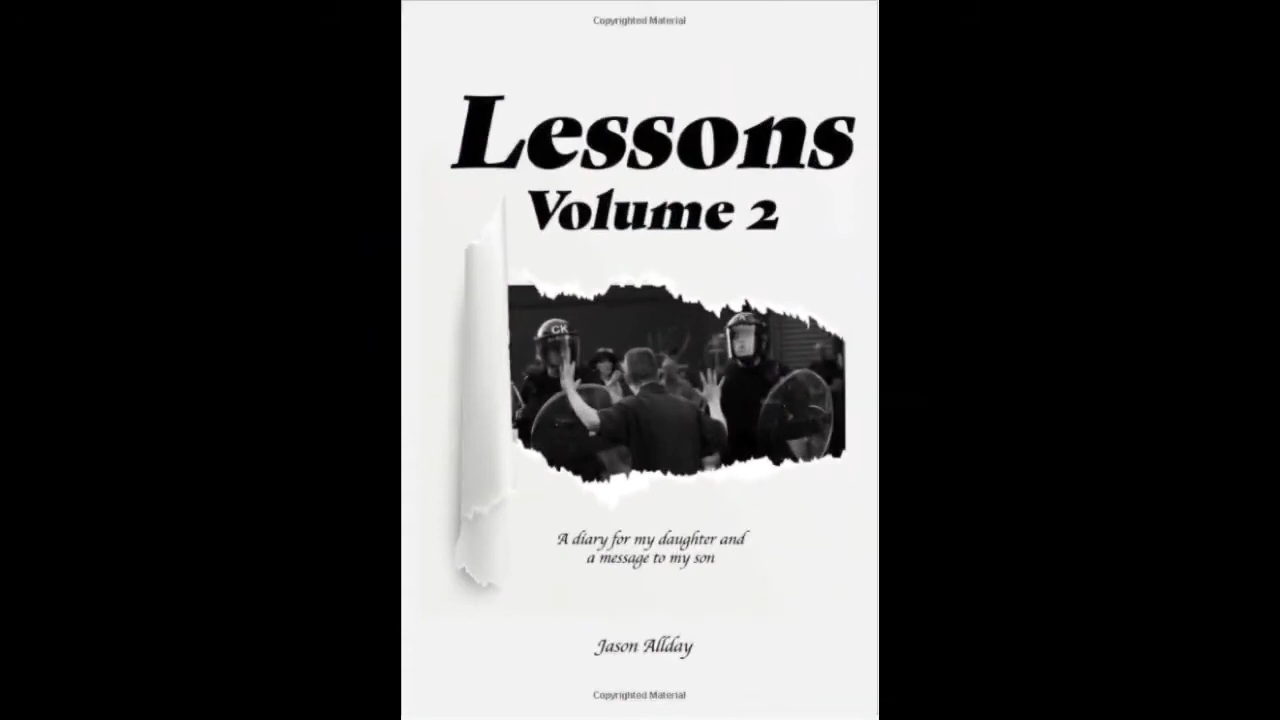 Copyrighted Material
Lessons
Volume 2
CK
A diary for my daughter and
a message to my son
Jason Allday
Copyrighted Material